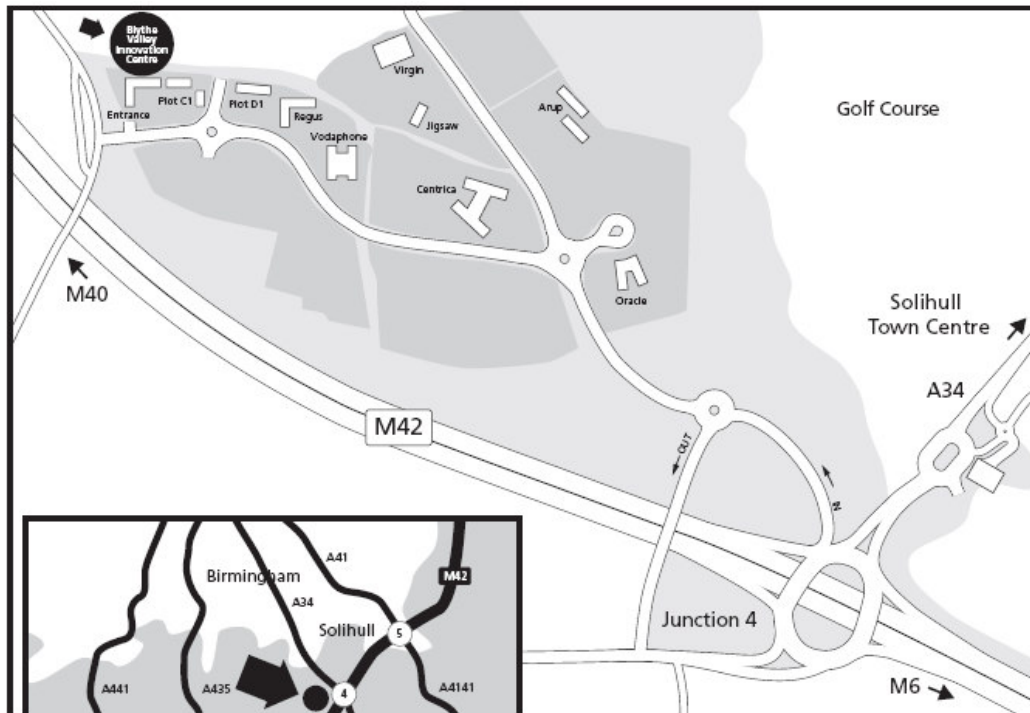 Blythe
Valley
Innovation
Centre
Virgin
Plot C1
Plot D1
Entrance
Regus
Jigsaw
Arup
Vodaphone
Golf Course
Centrica
M40
Oracle
Solihull
Town Centre
A34
M42
OUT
IN
Junction 4
M6
A41
M42
Birmingham
A34
Solihull
5
A441
A435
4
A4141